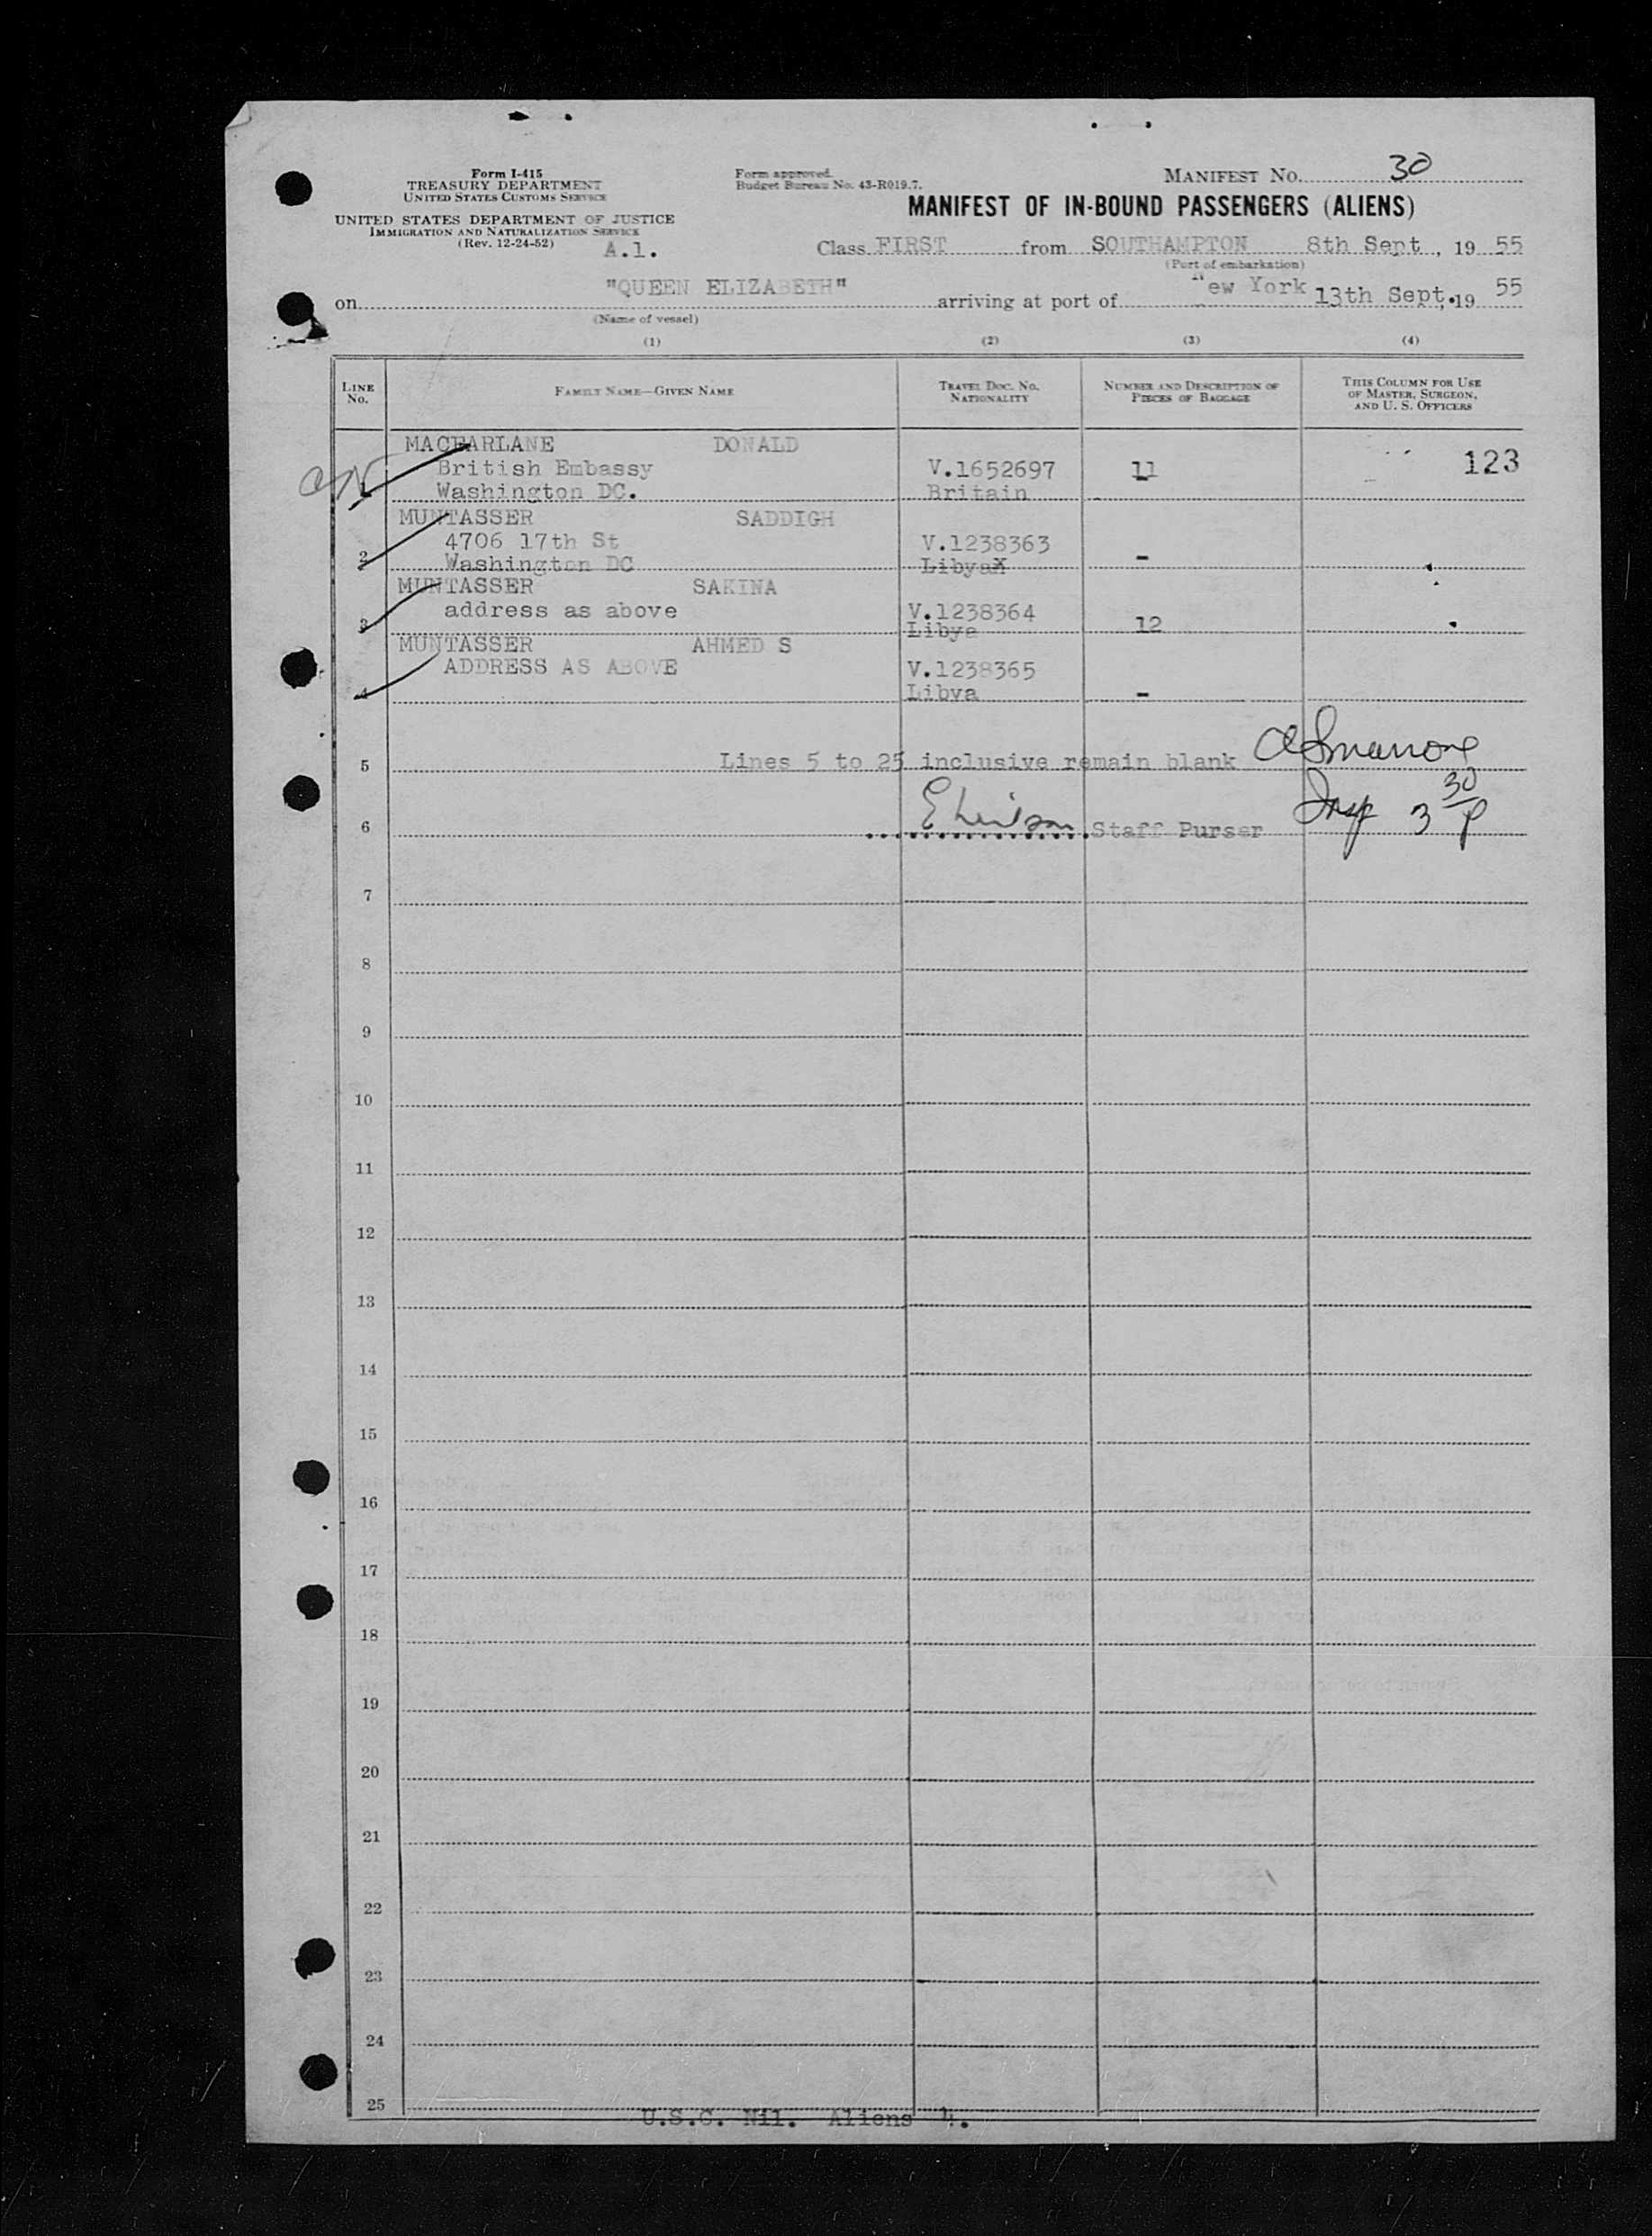 Form I-415
TREASURY DEPARTMENT
UNITED STATES CUSTOMS SERVICE
UNITED STATES DEPARTMENT OF JUSTICE
IMMIGRATION AND NATURALIZATION SERVICE
(Rev. 12-24-52)
A.1.
Form approved.
Budget Bureau No. 43-R019.7.
MANIFEST NO. 30
MANIFEST OF IN-BOUND PASSENGERS (ALIENS)
Class FIRST from SOUTHAMPTON 8th Sept, 19 55
(Port of embarkation)
on "QUEEN ELIZABETH" arriving at port of New York 13th Sept, 19 55
(Name of vessel)
(1) (2) (3) (4)
LINE No. FAMILY NAME—GIVEN NAME TRAVEL DOC. NO. NATIONALITY NUMBER AND DESCRIPTION OF PIECES OF BAGGAGE THIS COLUMN FOR USE OF MASTER, SURGEON, AND U. S. OFFICERS
MACFARLANE DONALD
British Embassy V.1652697 11 123
Washington DC. Britain
MUNTASSER SADDIGH
4706 17th St V.1238363
2 Washington DC Libya -
MUNTASSER SAKINA
address as above V.1238364
3 Libya 12
MUNTASSER AHMED S
ADDRESS AS ABOVE V.1238365
4 Libya -
5 Lines 5 to 25 inclusive remain blank
6 Staff Purser Insp 3 30/P
7
8
9
10
11
12
13
14
15
16
17
18
19
20
21
22
23
24
25
U.S.C. Nil. Aliens 4.